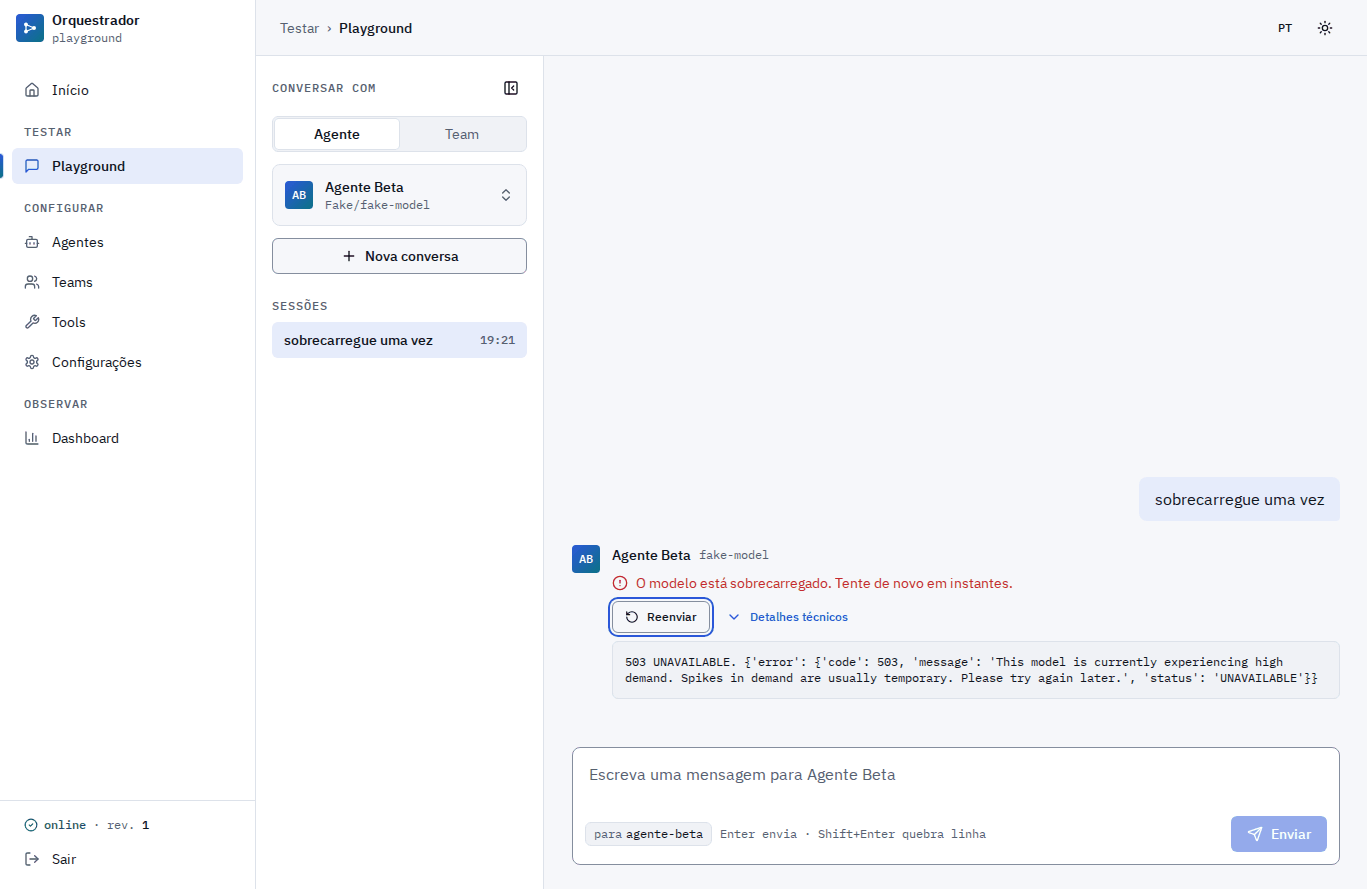 Orquestrador
playground
Início
TESTAR
Playground
CONFIGURAR
Agentes
Teams
Tools
Configurações
OBSERVAR
Dashboard
online · rev. 1
Sair
Testar › Playground
PT
CONVERSAR COM
Agente
Team
AB
Agente Beta
Fake/fake-model
Nova conversa
SESSÕES
sobrecarregue uma vez 19:21
sobrecarregue uma vez
AB
Agente Beta fake-model
O modelo está sobrecarregado. Tente de novo em instantes.
Reenviar
Detalhes técnicos
503 UNAVAILABLE. {'error': {'code': 503, 'message': 'This model is currently experiencing high
demand. Spikes in demand are usually temporary. Please try again later.', 'status': 'UNAVAILABLE'}}
Escreva uma mensagem para Agente Beta
para agente-beta Enter envia · Shift+Enter quebra linha
Enviar